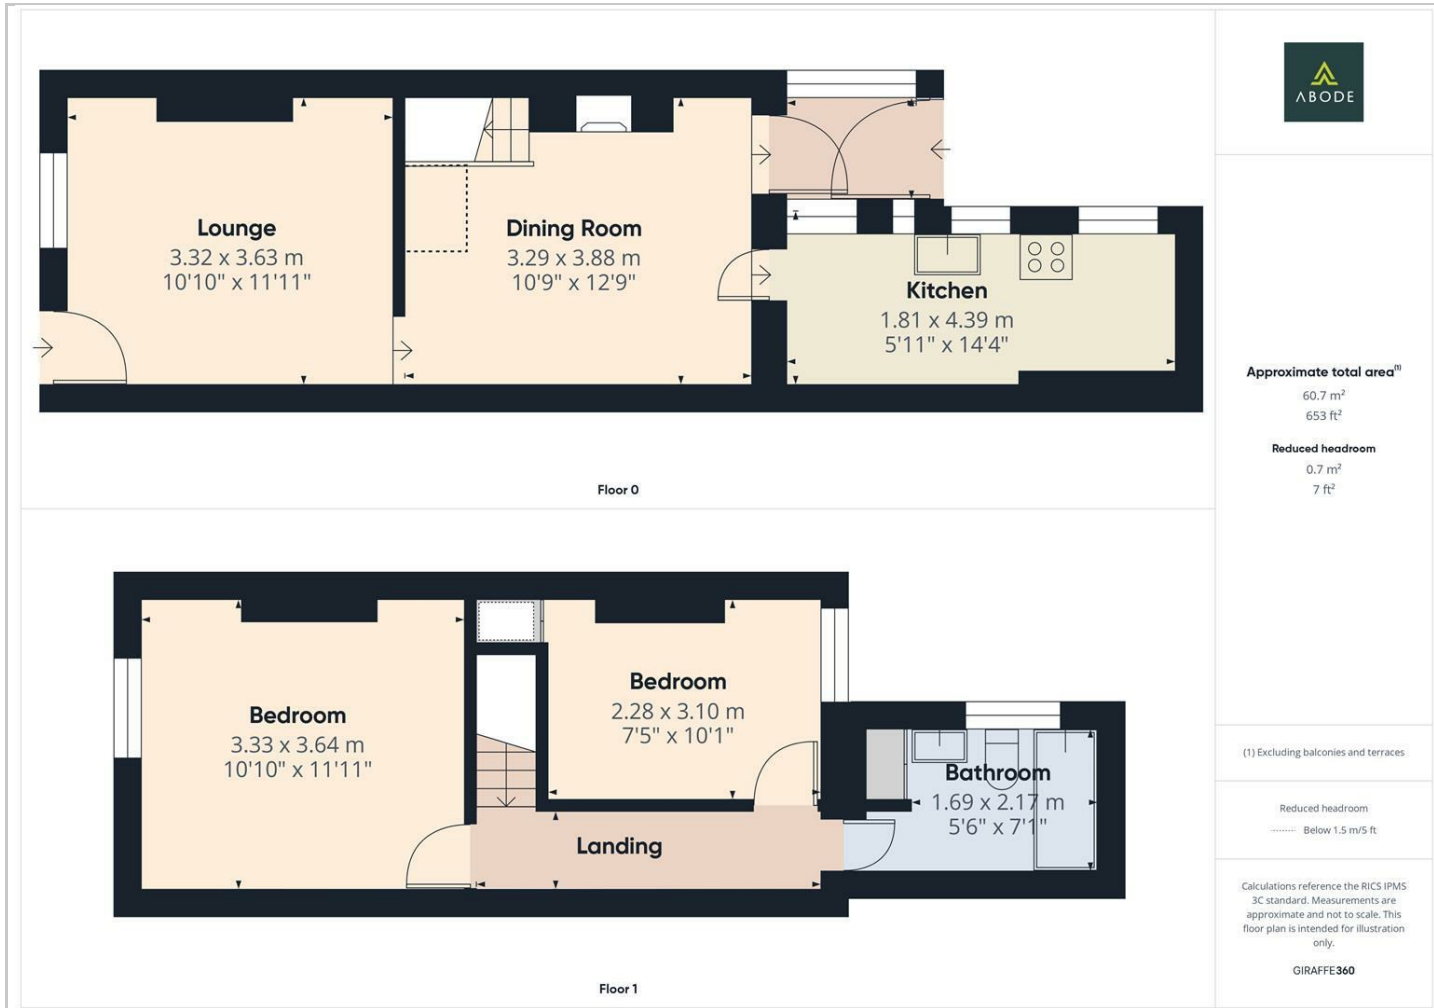 Lounge
3.32 x 3.63 m
10'10" x 11'11"
Dining Room
3.29 x 3.88 m
10'9" x 12'9"
Kitchen
1.81 x 4.39 m
5'11" x 14'4"
Floor 0
Bedroom
3.33 x 3.64 m
10'10" x 11'11"
Bedroom
2.28 x 3.10 m
7'5" x 10'1"
Bathroom
1.69 x 2.17 m
5'6" x 7'1"
Landing
Floor 1
ABODE
Approximate total area(1)
60.7 m²
653 ft²
Reduced headroom
0.7 m²
7 ft²
(1) Excluding balconies and terraces
Reduced headroom
Below 1.5 m/5 ft
Calculations reference the RICS IPMS
3C standard. Measurements are
approximate and not to scale. This
floor plan is intended for illustration
only.
GIRAFFE360